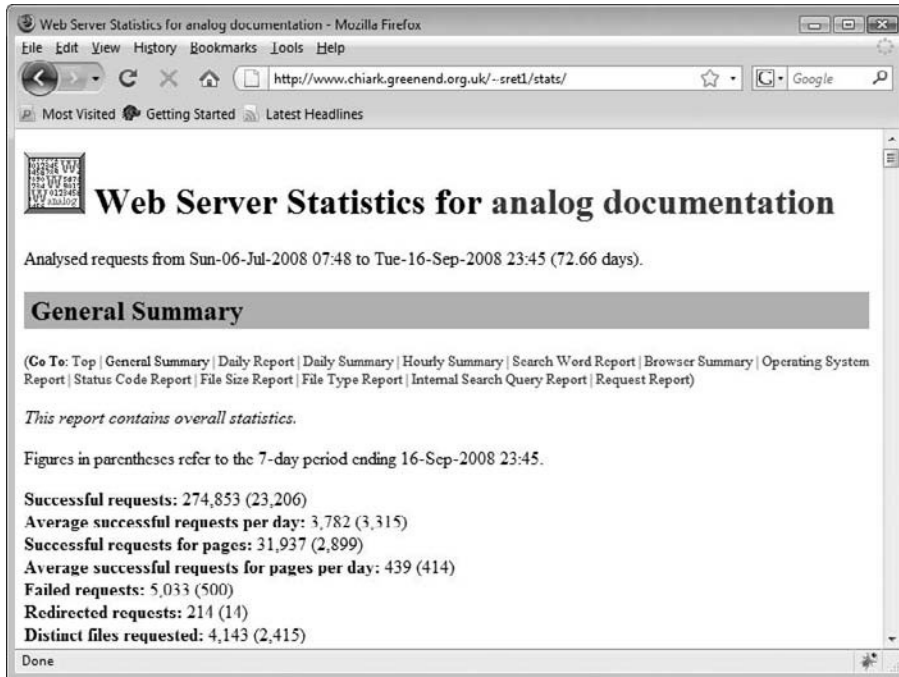 Web Server Statistics for analog documentation - Mozilla Firefox
File Edit View History Bookmarks Tools Help
http://www.chiark.greenend.org.uk/~sret1/stats/
G Google
Most Visited Getting Started Latest Headlines
analog
Web Server Statistics for analog documentation
Analysed requests from Sun-06-Jul-2008 07:48 to Tue-16-Sep-2008 23:45 (72.66 days).
General Summary
(Go To: Top | General Summary | Daily Report | Daily Summary | Hourly Summary | Search Word Report | Browser Summary | Operating System
Report | Status Code Report | File Size Report | File Type Report | Internal Search Query Report | Request Report)
This report contains overall statistics.
Figures in parentheses refer to the 7-day period ending 16-Sep-2008 23:45.
Successful requests: 274,853 (23,206)
Average successful requests per day: 3,782 (3,315)
Successful requests for pages: 31,937 (2,899)
Average successful requests for pages per day: 439 (414)
Failed requests: 5,033 (500)
Redirected requests: 214 (14)
Distinct files requested: 4,143 (2,415)
Done